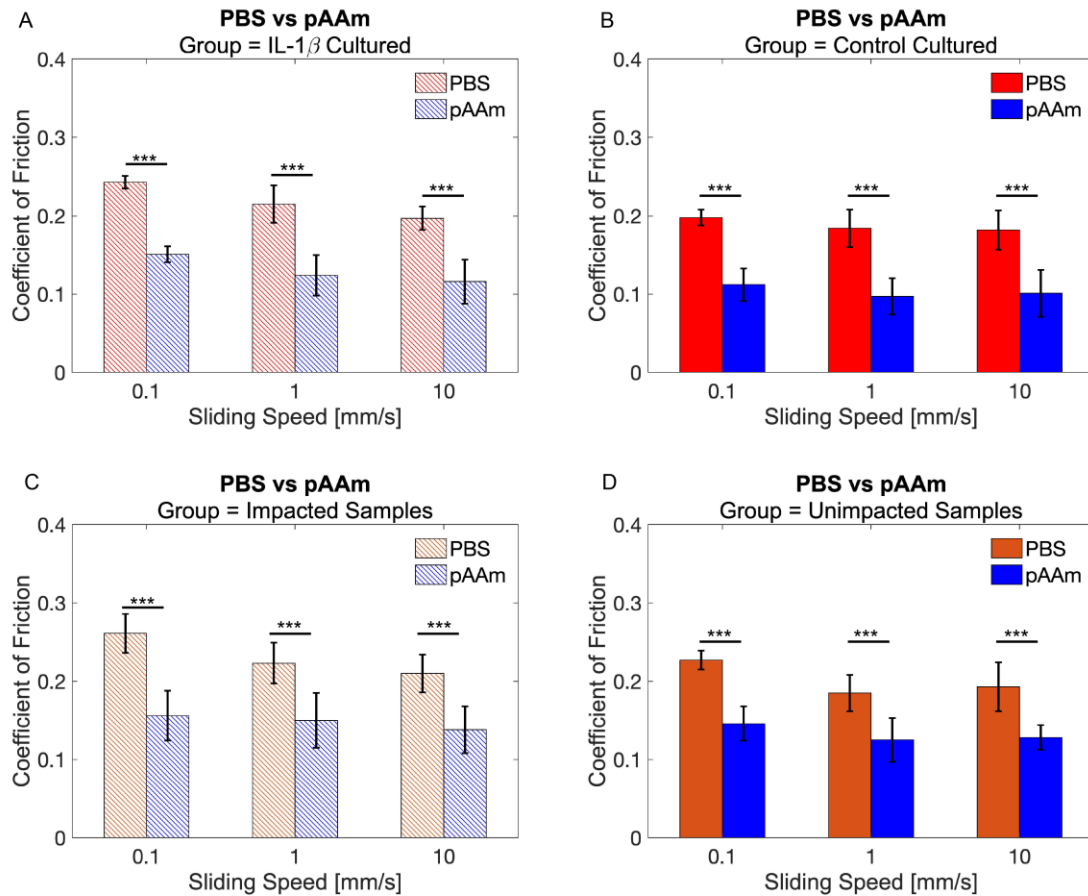 A
PBS vs pAAm
Group = IL-1β Cultured
PBS
pAAm
***
***
***
Coefficient of Friction
0.4
0.3
0.2
0.1
0
0.1
1
10
Sliding Speed [mm/s]
B
PBS vs pAAm
Group = Control Cultured
PBS
pAAm
***
***
***
Coefficient of Friction
0.4
0.3
0.2
0.1
0
0.1
1
10
Sliding Speed [mm/s]
C
PBS vs pAAm
Group = Impacted Samples
PBS
pAAm
***
***
***
Coefficient of Friction
0.4
0.3
0.2
0.1
0
0.1
1
10
Sliding Speed [mm/s]
D
PBS vs pAAm
Group = Unimpacted Samples
PBS
pAAm
***
***
***
Coefficient of Friction
0.4
0.3
0.2
0.1
0
0.1
1
10
Sliding Speed [mm/s]